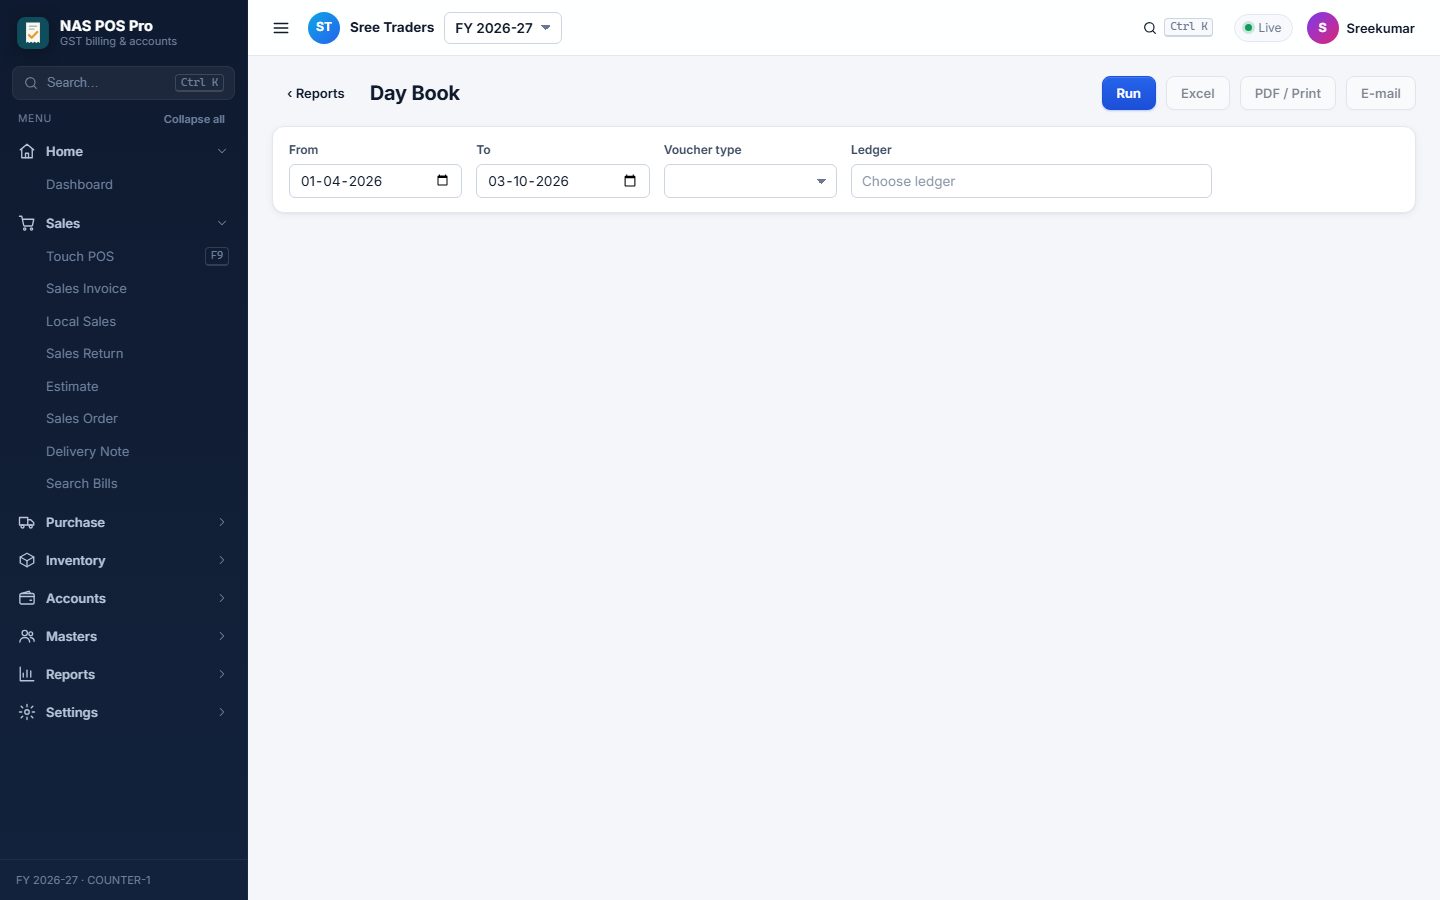 NAS POS Pro
GST billing & accounts
Search... Ctrl K
MENU Collapse all
Home
Dashboard
Sales
Touch POS F9
Sales Invoice
Local Sales
Sales Return
Estimate
Sales Order
Delivery Note
Search Bills
Purchase
Inventory
Accounts
Masters
Reports
Settings
FY 2026-27 · COUNTER-1
ST Sree Traders FY 2026-27 Ctrl K Live S Sreekumar
‹ Reports Day Book Run Excel PDF / Print E-mail
From To Voucher type Ledger
01-04-2026 03-10-2026 Choose ledger